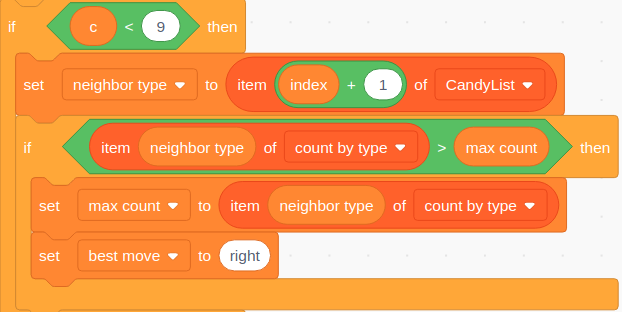 if c < 9 then
set neighbor type to item index + 1 of CandyList
if item neighbor type of count by type > max count then
set max count to item neighbor type of count by type
set best move to right